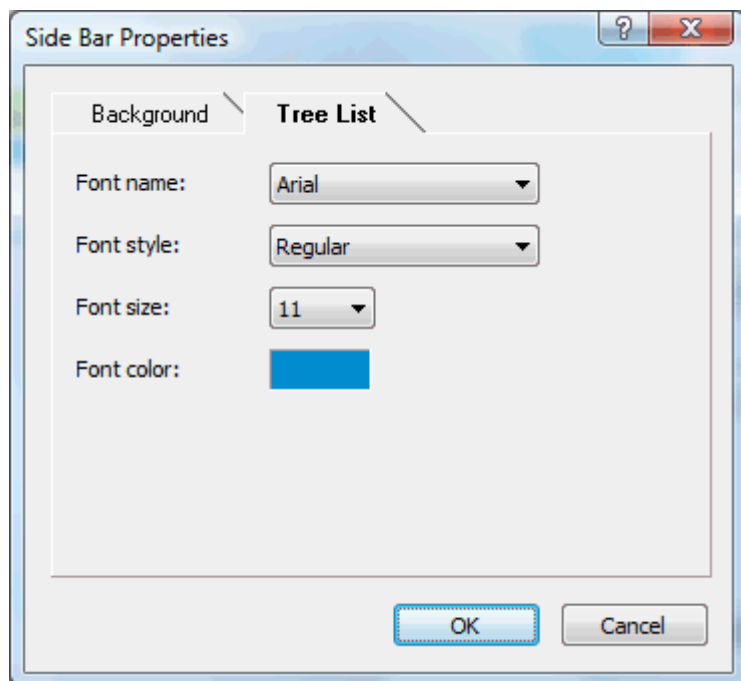 Side Bar Properties
Background Tree List
Font name: Arial
Font style: Regular
Font size: 11
Font color:
OK Cancel